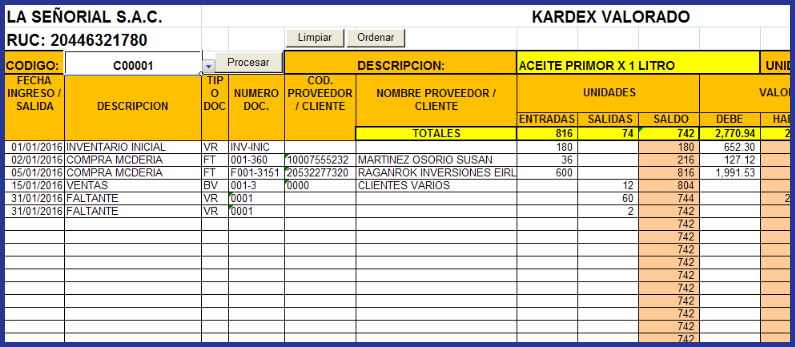 LA SEÑORIAL S.A.C. KARDEX VALORADO
RUC: 20446321780 Limpiar Ordenar
CODIGO: C00001 Procesar DESCRIPCION: ACEITE PRIMOR X 1 LITRO UNID
FECHA INGRESO / SALIDA DESCRIPCION TIP O DOC NUMERO DOC. COD. PROVEEDOR / CLIENTE NOMBRE PROVEEDOR / CLIENTE UNIDADES VALOR
ENTRADAS SALIDAS SALDO DEBE HAB
TOTALES 816 74 742 2,770.94 2
01/01/2016 INVENTARIO INICIAL VR INV-INIC 180 180 652.30
02/01/2016 COMPRA MCDERIA FT 001-360 10007555232 MARTINEZ OSORIO SUSAN 36 216 127.12
05/01/2016 COMPRA MCDERIA FT F001-3151 20532277320 RAGANROK INVERSIONES EIRL 600 816 1,991.53
15/01/2016 VENTAS BV 001-3 0000 CLIENTES VARIOS 12 804
31/01/2016 FALTANTE VR 0001 60 744 2
31/01/2016 FALTANTE VR 0001 2 742
742
742
742
742
742
742
742
742
742
742